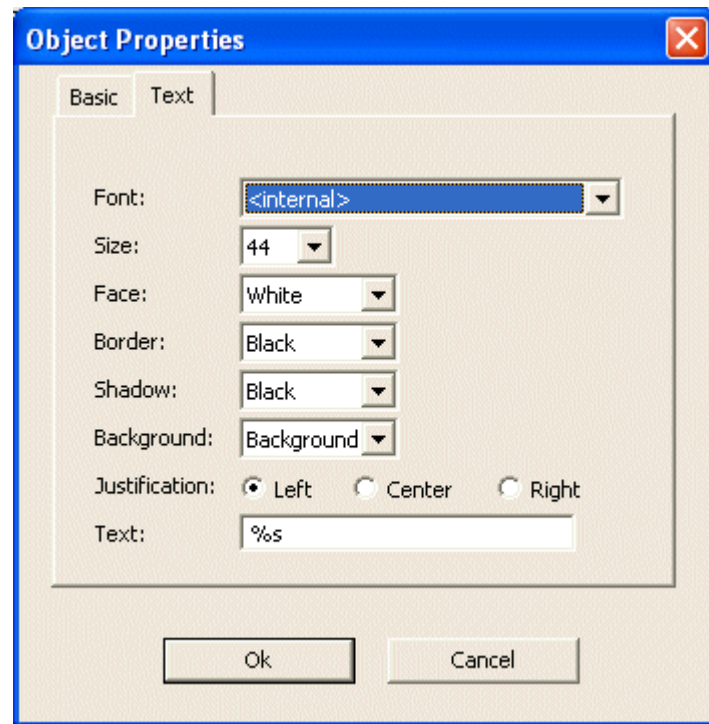 Object Properties
Basic Text
Font: <internal>
Size: 44
Face: White
Border: Black
Shadow: Black
Background: Background
Justification: Left Center Right
Text: %s
Ok Cancel